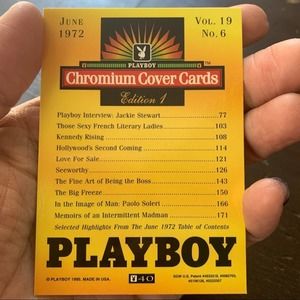 JUNE
1972
VOL. 19
NO. 6
PLAYBOY
Chromium Cover Cards
Edition 1
Playboy Interview: Jackie Stewart 77
Those Sexy French Literary Ladies 103
Kennedy Rising 108
Hollywood's Second Coming 114
Love For Sale 121
Seeworthy 126
The Fine Art of Being the Boss 143
The Big Freeze 150
In the Image of Man: Paolo Soleri 166
Memoirs of an Intermittent Madman 171
Selected Highlights From The June 1972 Table of Contents
PLAYBOY
© PLAYBOY 1995. MADE IN USA.
40